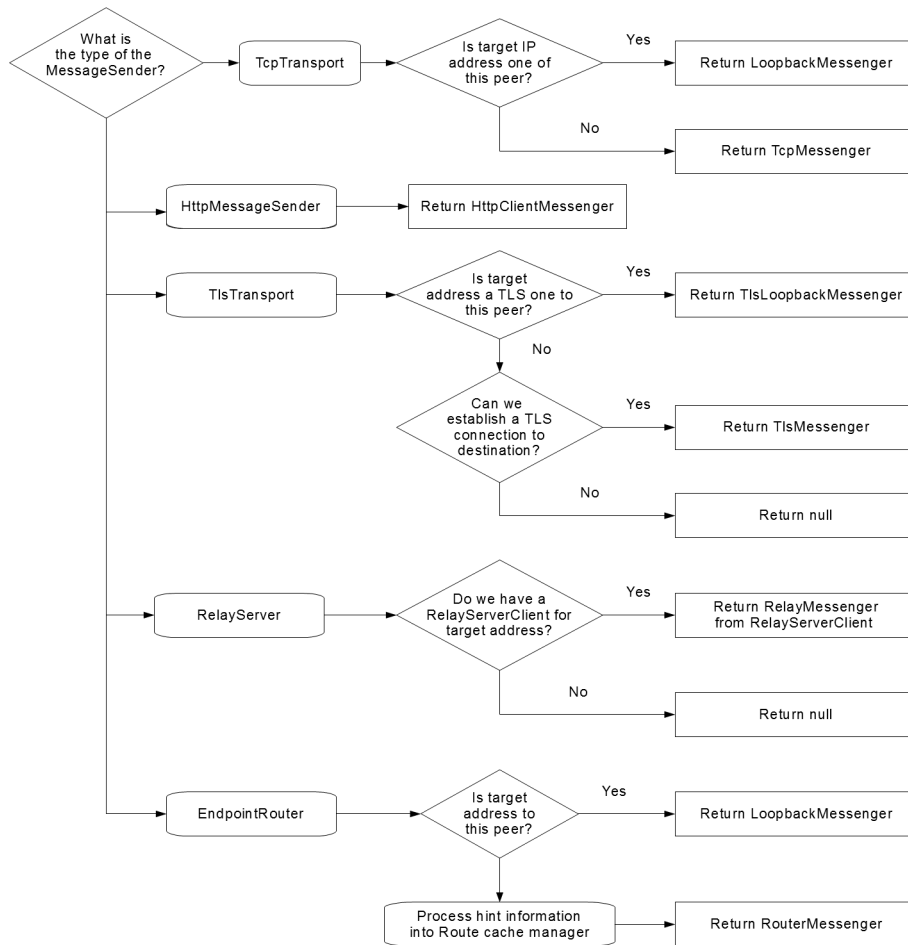 What is
the type of the
MessageSender?
TcpTransport
Is target IP
address one of
this peer?
Yes
Return LoopbackMessenger
No
Return TcpMessenger
HttpMessageSender
Return HttpClientMessenger
TlsTransport
Is target
address a TLS one to
this peer?
Yes
Return TlsLoopbackMessenger
No
Can we
establish a TLS
connection to
destination?
Yes
Return TlsMessenger
No
Return null
RelayServer
Do we have a
RelayServerClient for
target address?
Yes
Return RelayMessenger
from RelayServerClient
No
Return null
EndpointRouter
Is target
address to
this peer?
Yes
Return LoopbackMessenger
Process hint information
into Route cache manager
Return RouterMessenger